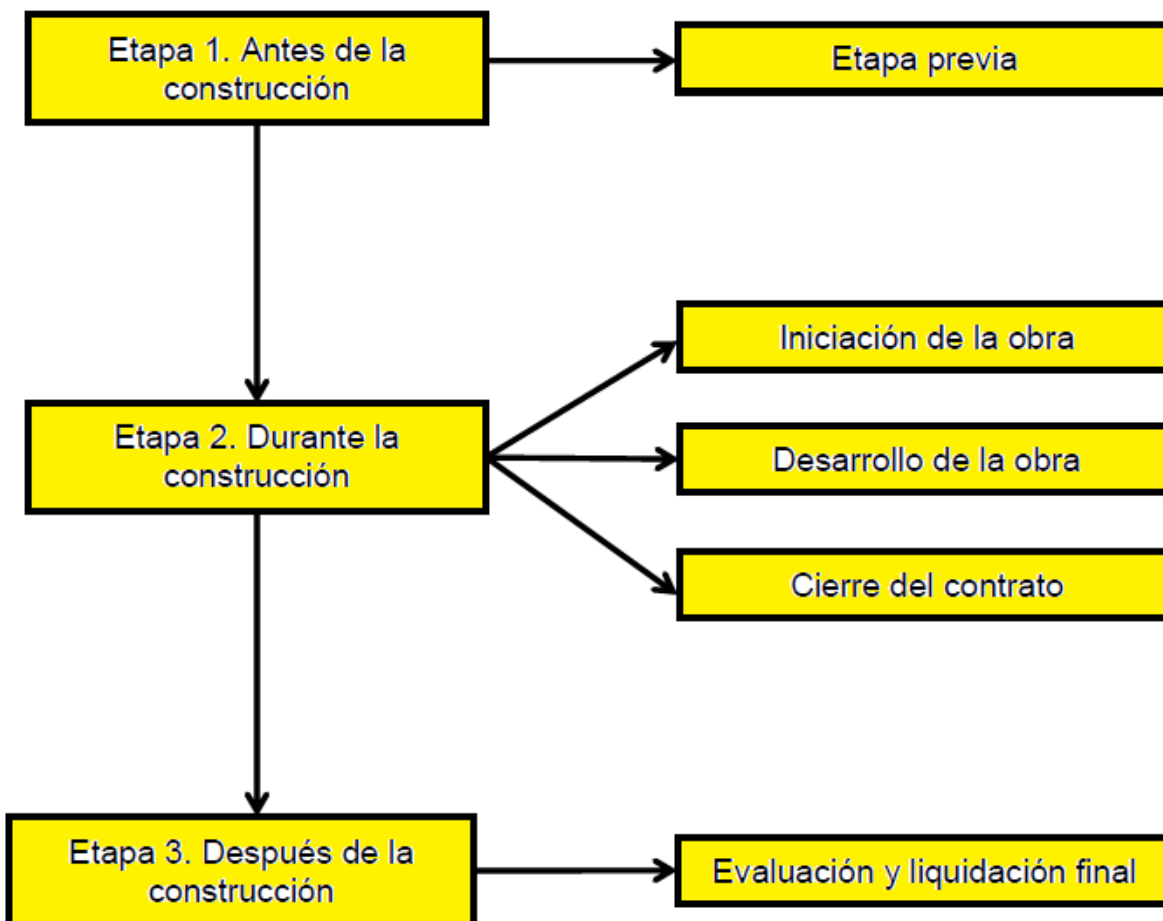 Etapa 1. Antes de la
construcción
Etapa previa
Iniciación de la obra
Etapa 2. Durante la
construcción
Desarrollo de la obra
Cierre del contrato
Etapa 3. Después de la
construcción
Evaluación y liquidación final